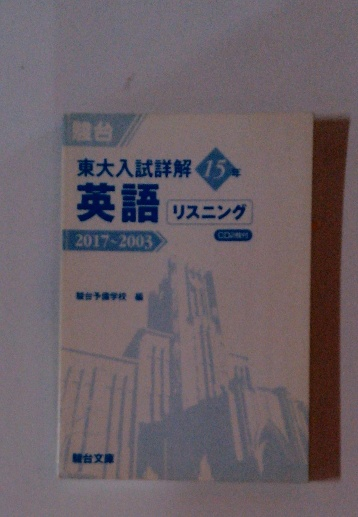 駿台
東大入試詳解 15年
英語 リスニング
2017~2003 CD2枚付
駿台予備学校 編
駿台文庫